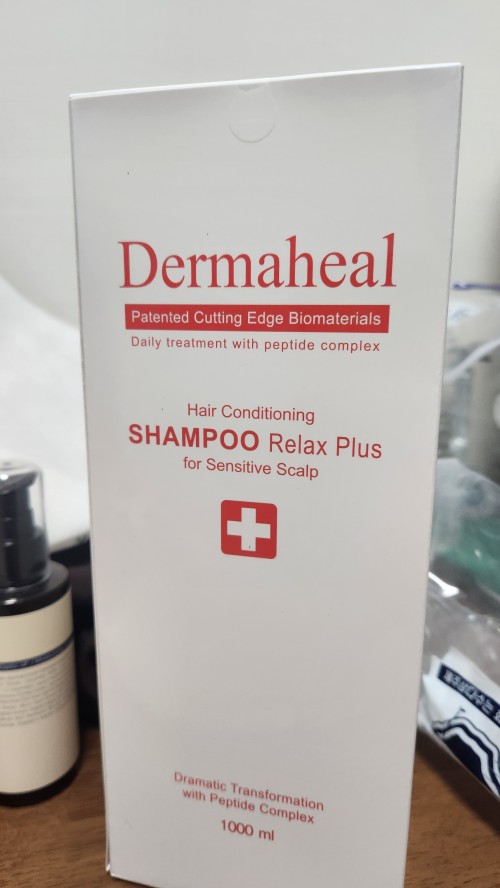 Dermaheal
Patented Cutting Edge Biomaterials
Daily treatment with peptide complex
Hair Conditioning
SHAMPOO Relax Plus
for Sensitive Scalp
Dramatic Transformation
with Peptide Complex
1000 ml